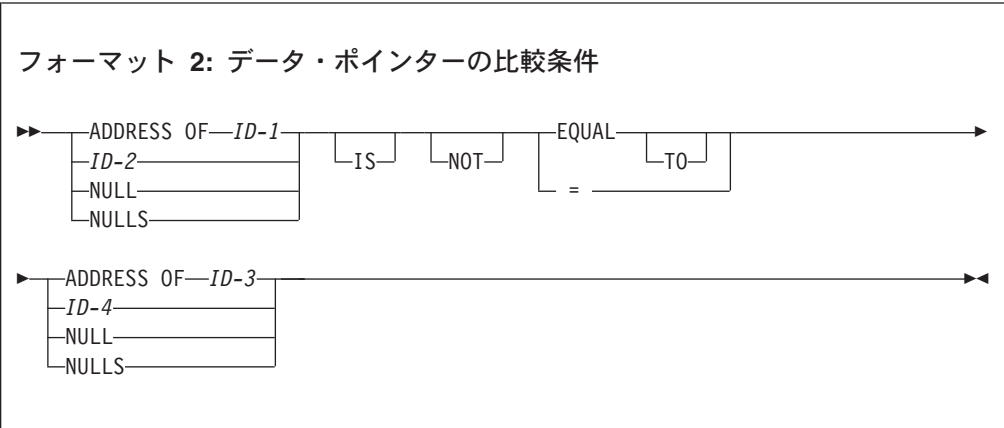 フォーマット 2: データ・ポインターの比較条件
ADDRESS OF ID-1 IS NOT EQUAL TO
ID-2 =
NULL
NULLS
ADDRESS OF ID-3
ID-4
NULL
NULLS